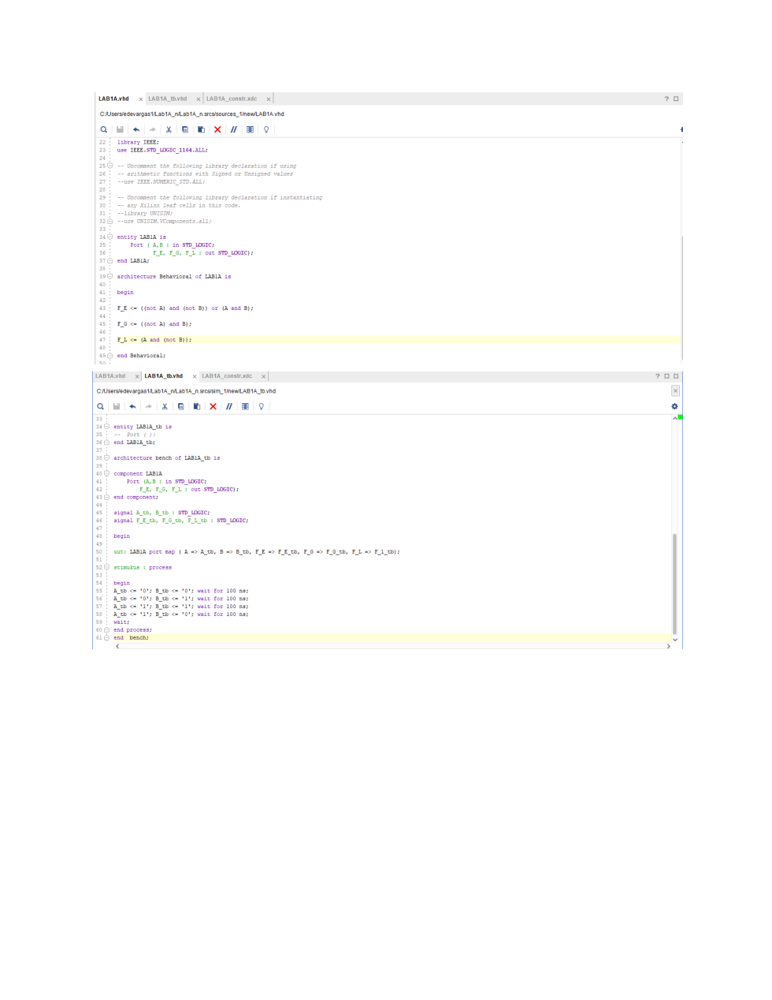 LAB1A.vhd × LAB1A_tb.vhd × LAB1A_constr.xdc ×
C:/Users/edevargas1/Lab1A_n/Lab1A_n.srcs/sources_1/new/LAB1A.vhd
22 library IEEE;
23 use IEEE.STD_LOGIC_1164.ALL;
24
25 -- Uncomment the following library declaration if using
26 -- arithmetic functions with Signed or Unsigned values
27 --use IEEE.NUMERIC_STD.ALL;
28
29 -- Uncomment the following library declaration if instantiating
30 -- any Xilinx leaf cells in this code.
31 --library UNISIM;
32 --use UNISIM.VComponents.all;
33
34 entity LAB1A is
35 Port ( A,B : in STD_LOGIC;
36 F_E, F_G, F_L : out STD_LOGIC);
37 end LAB1A;
38
39 architecture Behavioral of LAB1A is
40
41 begin
42
43 F_E <= ((not A) and (not B)) or (A and B);
44
45 F_G <= ((not A) and B);
46
47 F_L <= (A and (not B));
48
49 end Behavioral;
50
LAB1A.vhd × LAB1A_tb.vhd × LAB1A_constr.xdc ×
C:/Users/edevargas1/Lab1A_n/Lab1A_n.srcs/sim_1/new/LAB1A_tb.vhd
33
34 entity LAB1A_tb is
35 -- Port ( );
36 end LAB1A_tb;
37
38 architecture bench of LAB1A_tb is
39
40 component LAB1A
41 Port (A,B : in STD_LOGIC;
42 F_E, F_G, F_L : out STD_LOGIC);
43 end component;
44
45 signal A_tb, B_tb : STD_LOGIC;
46 signal F_E_tb, F_G_tb, F_L_tb : STD_LOGIC;
47
48 begin
49
50 uut: LAB1A port map ( A => A_tb, B => B_tb, F_E => F_E_tb, F_G => F_G_tb, F_L => F_l_tb);
51
52 stimukus : process
53
54 begin
55 A_tb <= '0'; B_tb <= '0'; wait for 100 ns;
56 A_tb <= '0'; B_tb <= '1'; wait for 100 ns;
57 A_tb <= '1'; B_tb <= '1'; wait for 100 ns;
58 A_tb <= '1'; B_tb <= '0'; wait for 100 ns;
59 wait;
60 end process;
61 end bench;